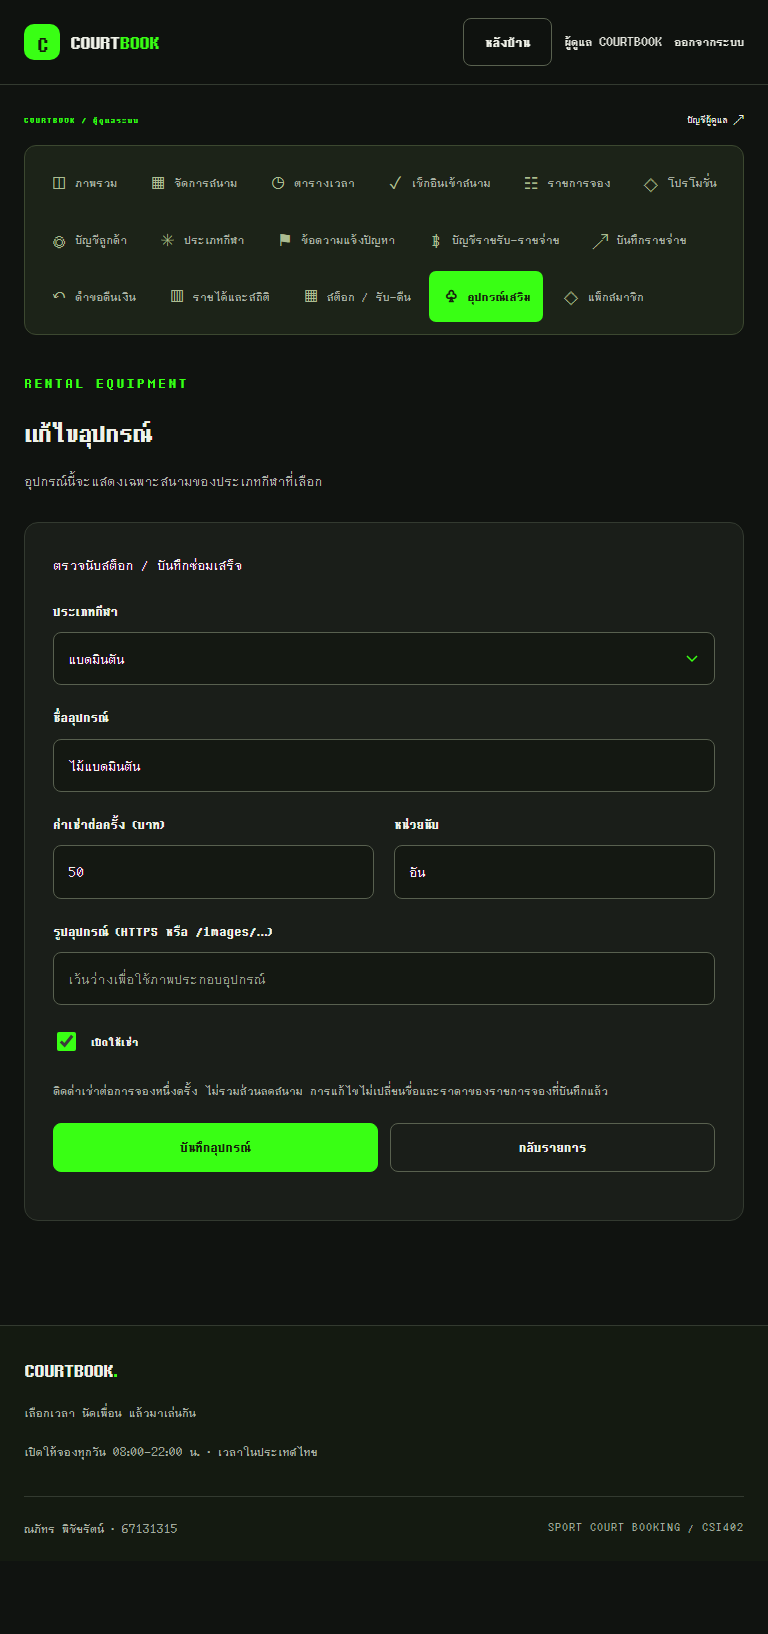 C COURTBOOK
หลังบ้าน ผู้ดูแล COURTBOOK ออกจากระบบ
COURTBOOK / ผู้ดูแลระบบ
บัญชีผู้ดูแล ↗
ภาพรวม จัดการสนาม ตารางเวลา เช็กอินเข้าสนาม รายการจอง โปรโมชั่น
บัญชีลูกค้า ประเภทกีฬา ข้อความแจ้งปัญหา บัญชีรายรับ-รายจ่าย บันทึกรายจ่าย
คำขอคืนเงิน รายได้และสถิติ สต็อก / รับ-คืน อุปกรณ์เสริม แพ็กสมาชิก
RENTAL EQUIPMENT
แก้ไขอุปกรณ์
อุปกรณ์นี้จะแสดงเฉพาะสนามของประเภทกีฬาที่เลือก
ตรวจนับสต็อก / บันทึกซ่อมเสร็จ
ประเภทกีฬา
แบดมินตัน
ชื่ออุปกรณ์
ไม้แบดมินตัน
ค่าเช่าต่อครั้ง (บาท) หน่วยนับ
50 อัน
รูปอุปกรณ์ (HTTPS หรือ /images/...)
เว้นว่างเพื่อใช้ภาพประกอบอุปกรณ์
เปิดให้เช่า
คิดค่าเช่าต่อการจองหนึ่งครั้ง ไม่รวมส่วนลดสนาม การแก้ไขไม่เปลี่ยนชื่อและราคาของรายการจองที่บันทึกแล้ว
บันทึกอุปกรณ์ กลับรายการ
COURTBOOK.
เลือกเวลา นัดเพื่อน แล้วมาเล่นกัน
เปิดให้จองทุกวัน 08:00–22:00 น. · เวลาในประเทศไทย
ณภัทร พิชัยรัตน์ · 67131315
SPORT COURT BOOKING / CSI402